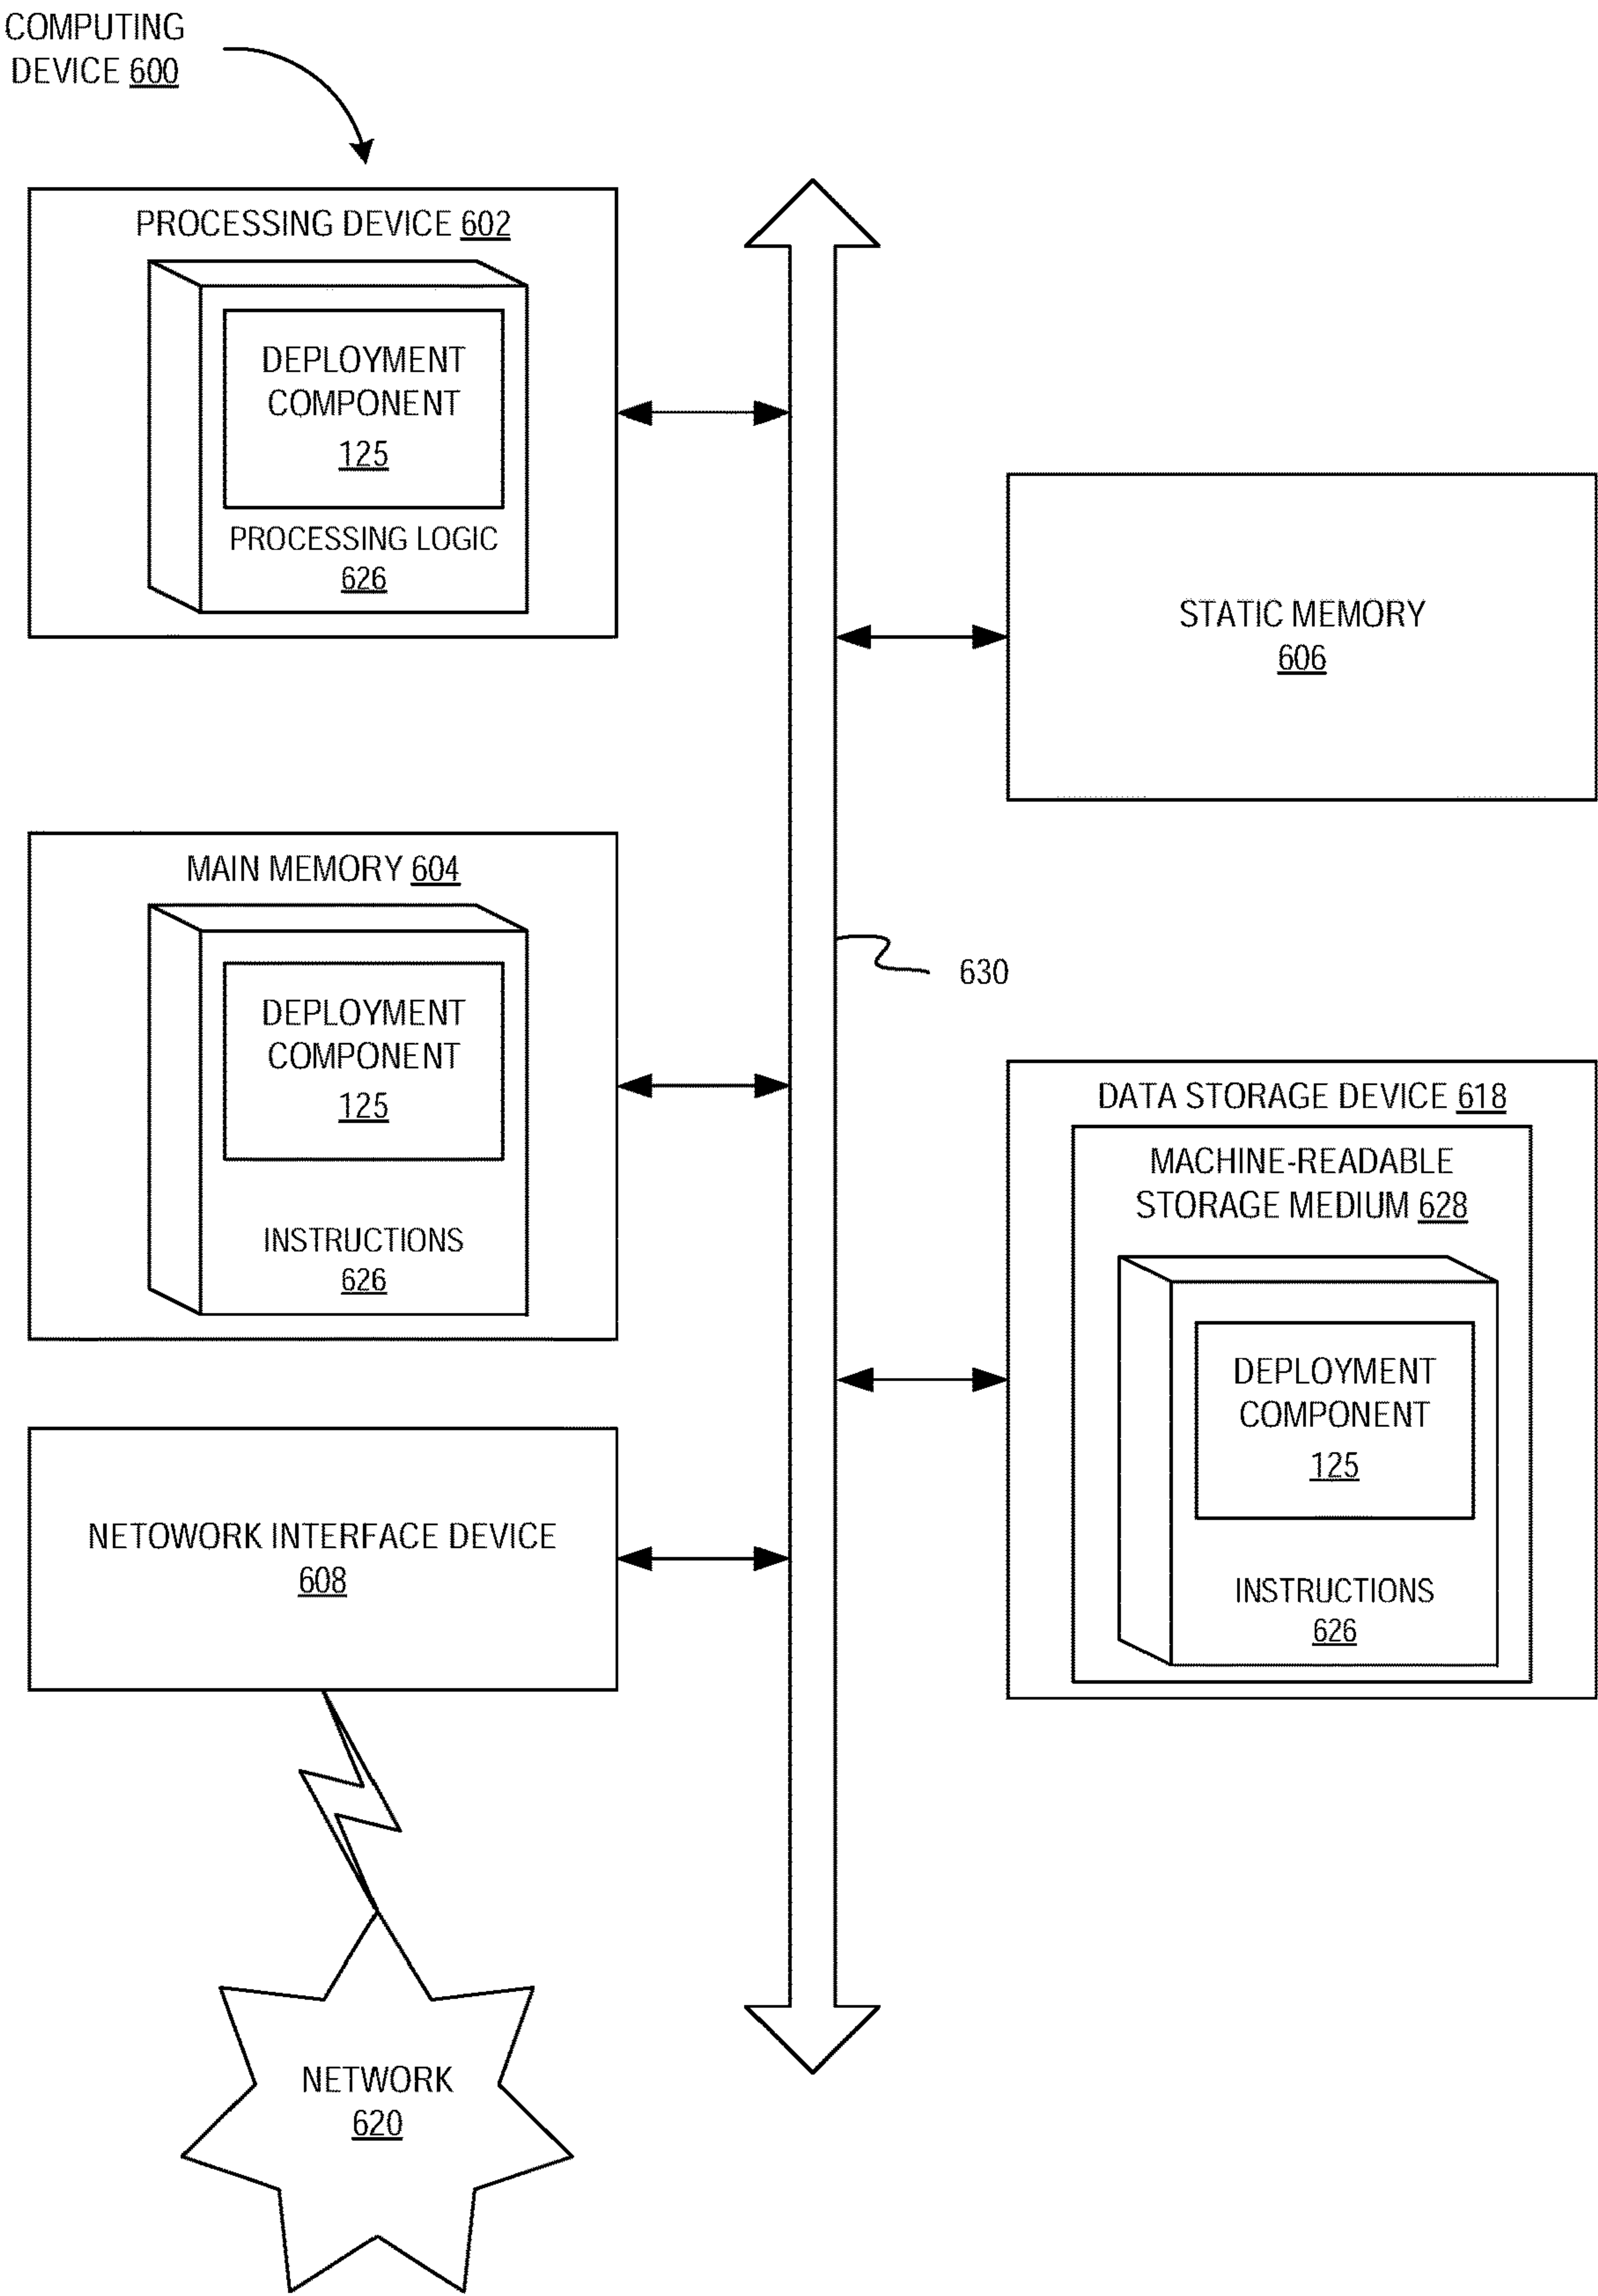 COMPUTING
DEVICE 600
PROCESSING DEVICE 602
DEPLOYMENT
COMPONENT
125
PROCESSING LOGIC
626
STATIC MEMORY
606
MAIN MEMORY 604
DEPLOYMENT
COMPONENT
125
INSTRUCTIONS
626
630
DATA STORAGE DEVICE 618
MACHINE-READABLE
STORAGE MEDIUM 628
DEPLOYMENT
COMPONENT
125
INSTRUCTIONS
626
NETOWORK INTERFACE DEVICE
608
NETWORK
620